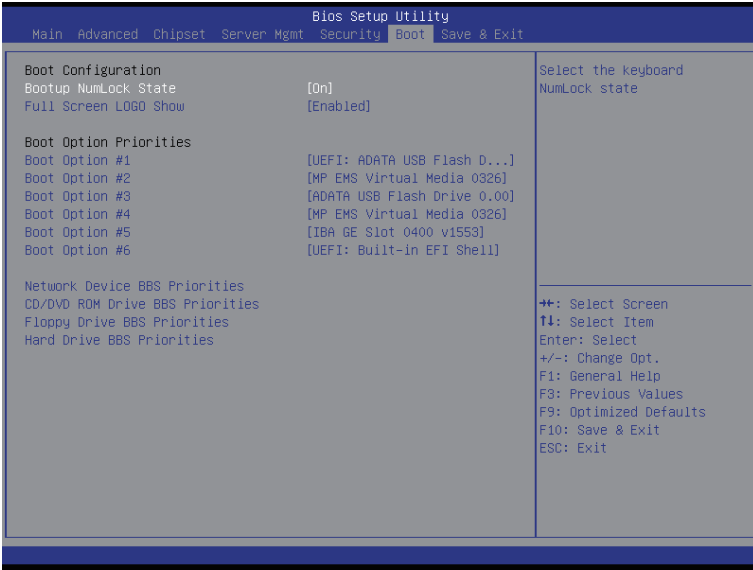 Bios Setup Utility
Main Advanced Chipset Server Mgmt Security Boot Save & Exit
Boot Configuration
Bootup NumLock State [On]
Full Screen LOGO Show [Enabled]
Boot Option Priorities
Boot Option #1 [UEFI: ADATA USB Flash D...]
Boot Option #2 [MP EMS Virtual Media 0326]
Boot Option #3 [ADATA USB Flash Drive 0.00]
Boot Option #4 [MP EMS Virtual Media 0326]
Boot Option #5 [IBA GE Slot 0400 v1553]
Boot Option #6 [UEFI: Built-in EFI Shell]
Network Device BBS Priorities
CD/DVD ROM Drive BBS Priorities
Floppy Drive BBS Priorities
Hard Drive BBS Priorities
Select the keyboard
NumLock state
→←: Select Screen
↑↓: Select Item
Enter: Select
+/-: Change Opt.
F1: General Help
F3: Previous Values
F9: Optimized Defaults
F10: Save & Exit
ESC: Exit